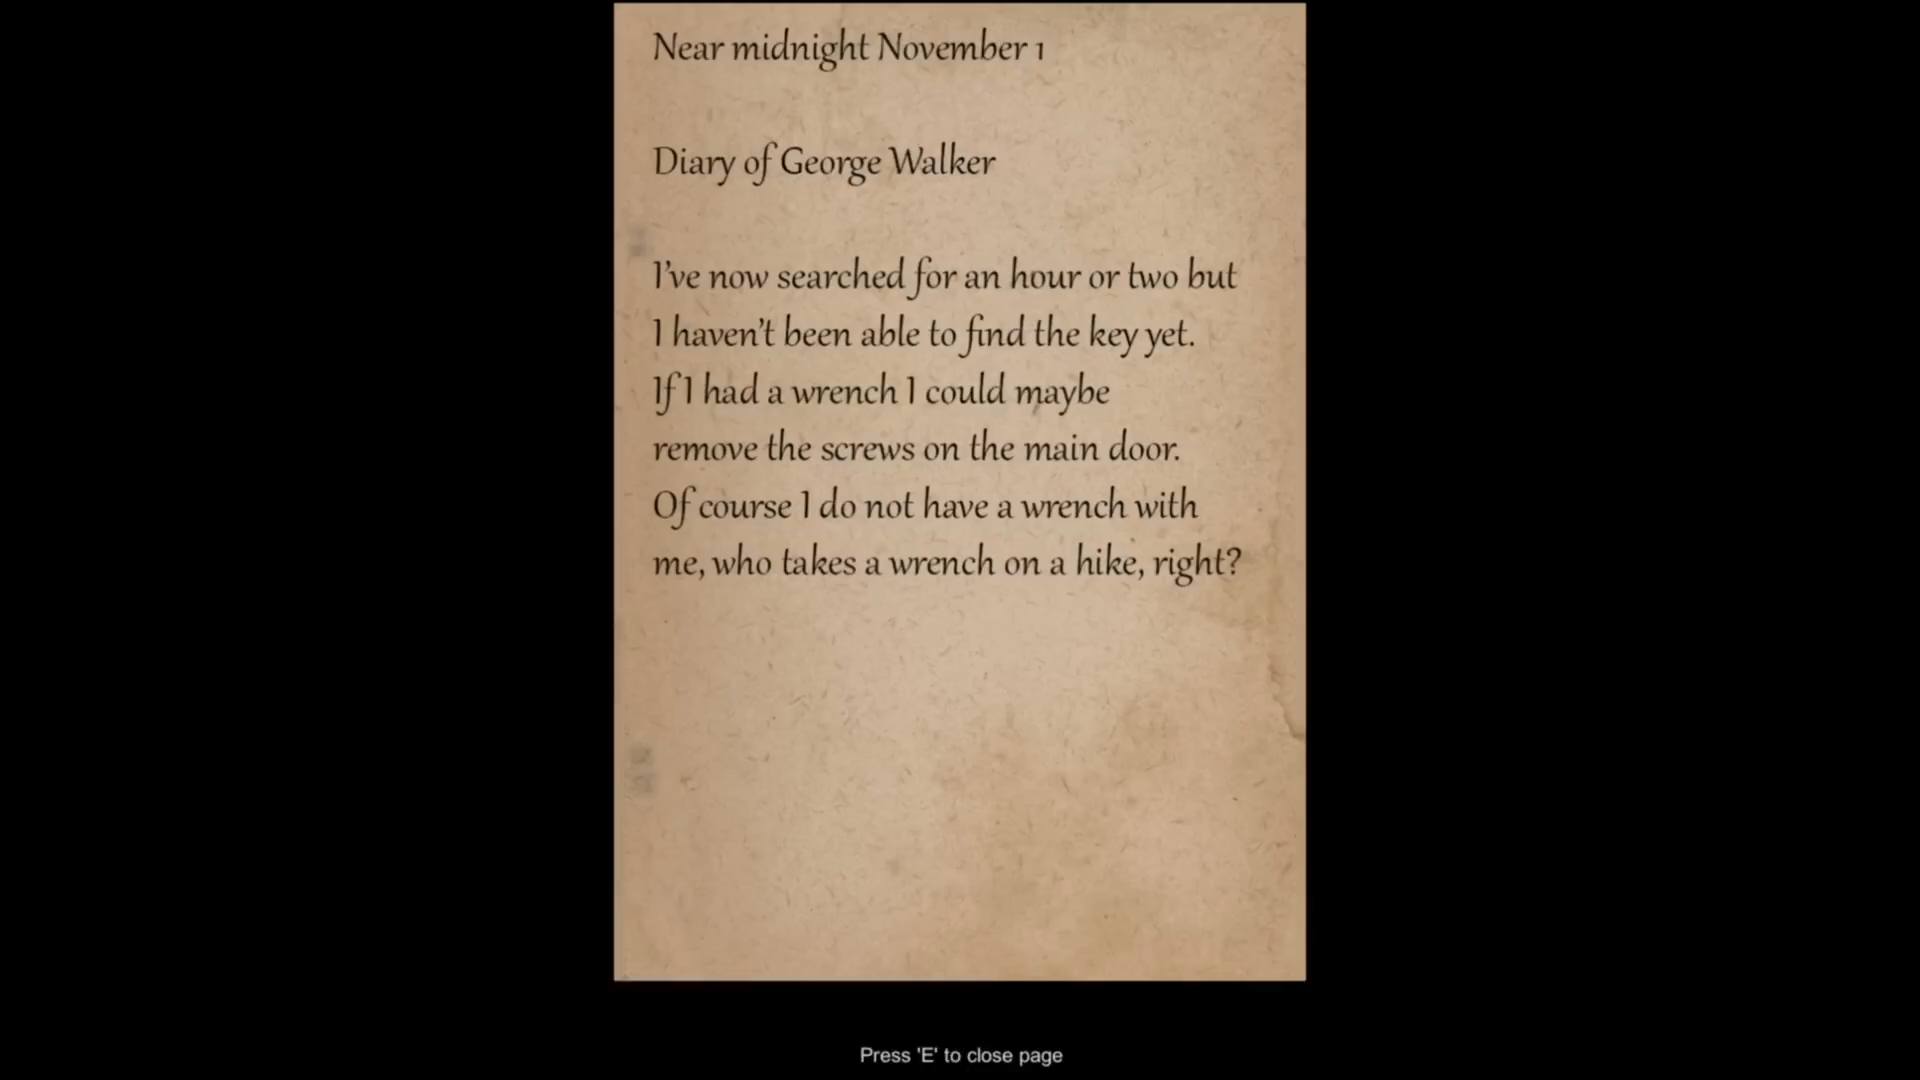 Near midnight November 1
Diary of George Walker
I've now searched for an hour or two but
I haven't been able to find the key yet.
If I had a wrench I could maybe
remove the screws on the main door.
Of course I do not have a wrench with
me, who takes a wrench on a hike, right?
Press 'E' to close page